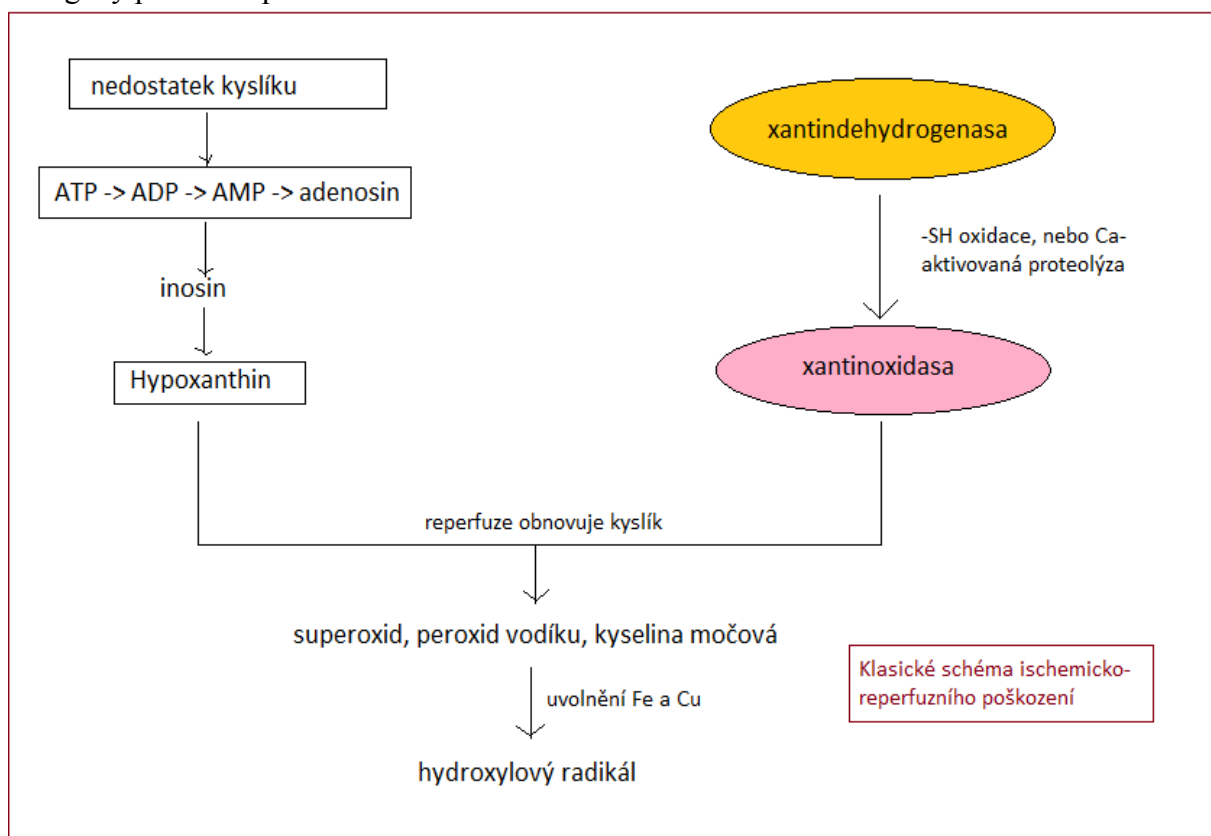 nedostatek kyslíku
ATP -> ADP -> AMP -> adenosin
inosin
Hypoxanthin
xantindehydrogenasa
-SH oxidace, nebo Ca-
aktivovaná proteolýza
xantinoxidasa
reperfuze obnovuje kyslík
superoxid, peroxid vodíku, kyselina močová
uvolnění Fe a Cu
hydroxylový radikál
Klasické schéma ischemicko-
reperfuzního poškození